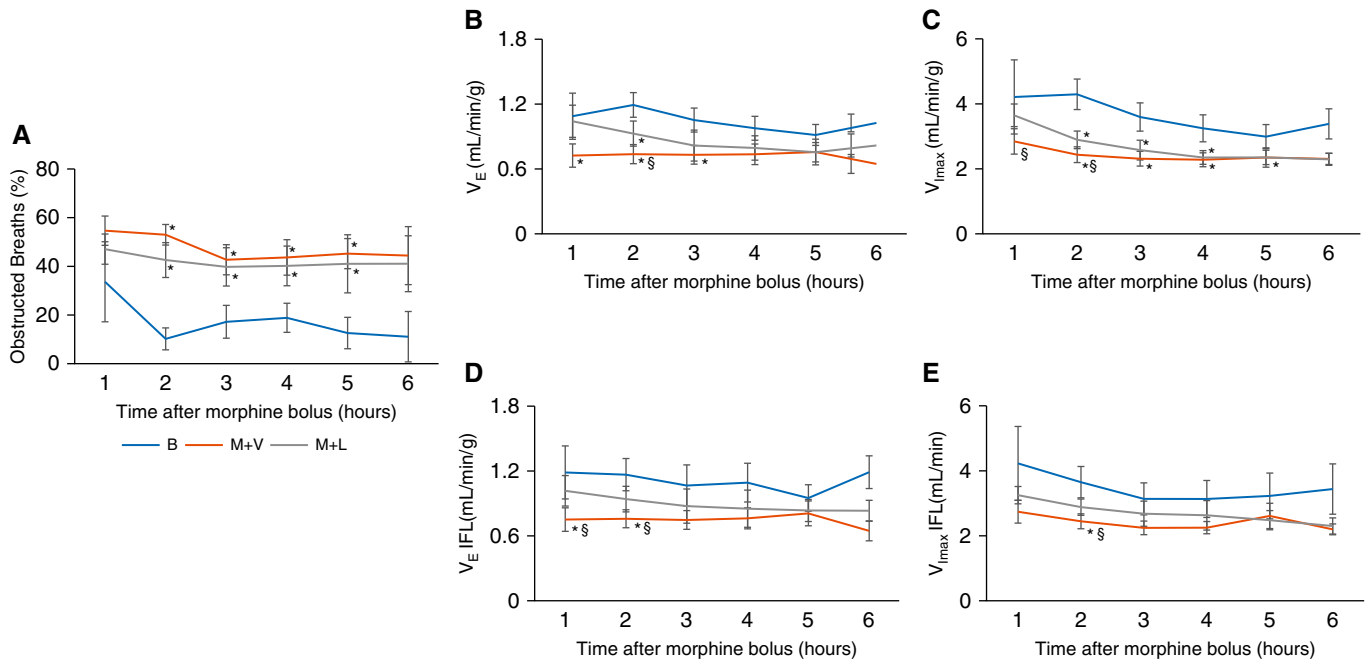 A
Obstructed Breaths (%)
80
60
40
20
0
* * * *
* * * *
1 2 3 4 5 6
Time after morphine bolus (hours)
B M+V M+L
B
V_E (mL/min/g)
1.8
1.2
0.6
0
*
* *§ *
1 2 3 4 5 6
Time after morphine bolus (hours)
C
V_Imax (mL/min/g)
6
4
2
0
* * *
§ *§ * * *
1 2 3 4 5 6
Time after morphine bolus (hours)
D
V_E IFL(mL/min/g)
1.8
1.2
0.6
0
*§ *§
1 2 3 4 5 6
Time after morphine bolus (hours)
E
V_Imax IFL(mL/min)
6
4
2
0
*§
1 2 3 4 5 6
Time after morphine bolus (hours)